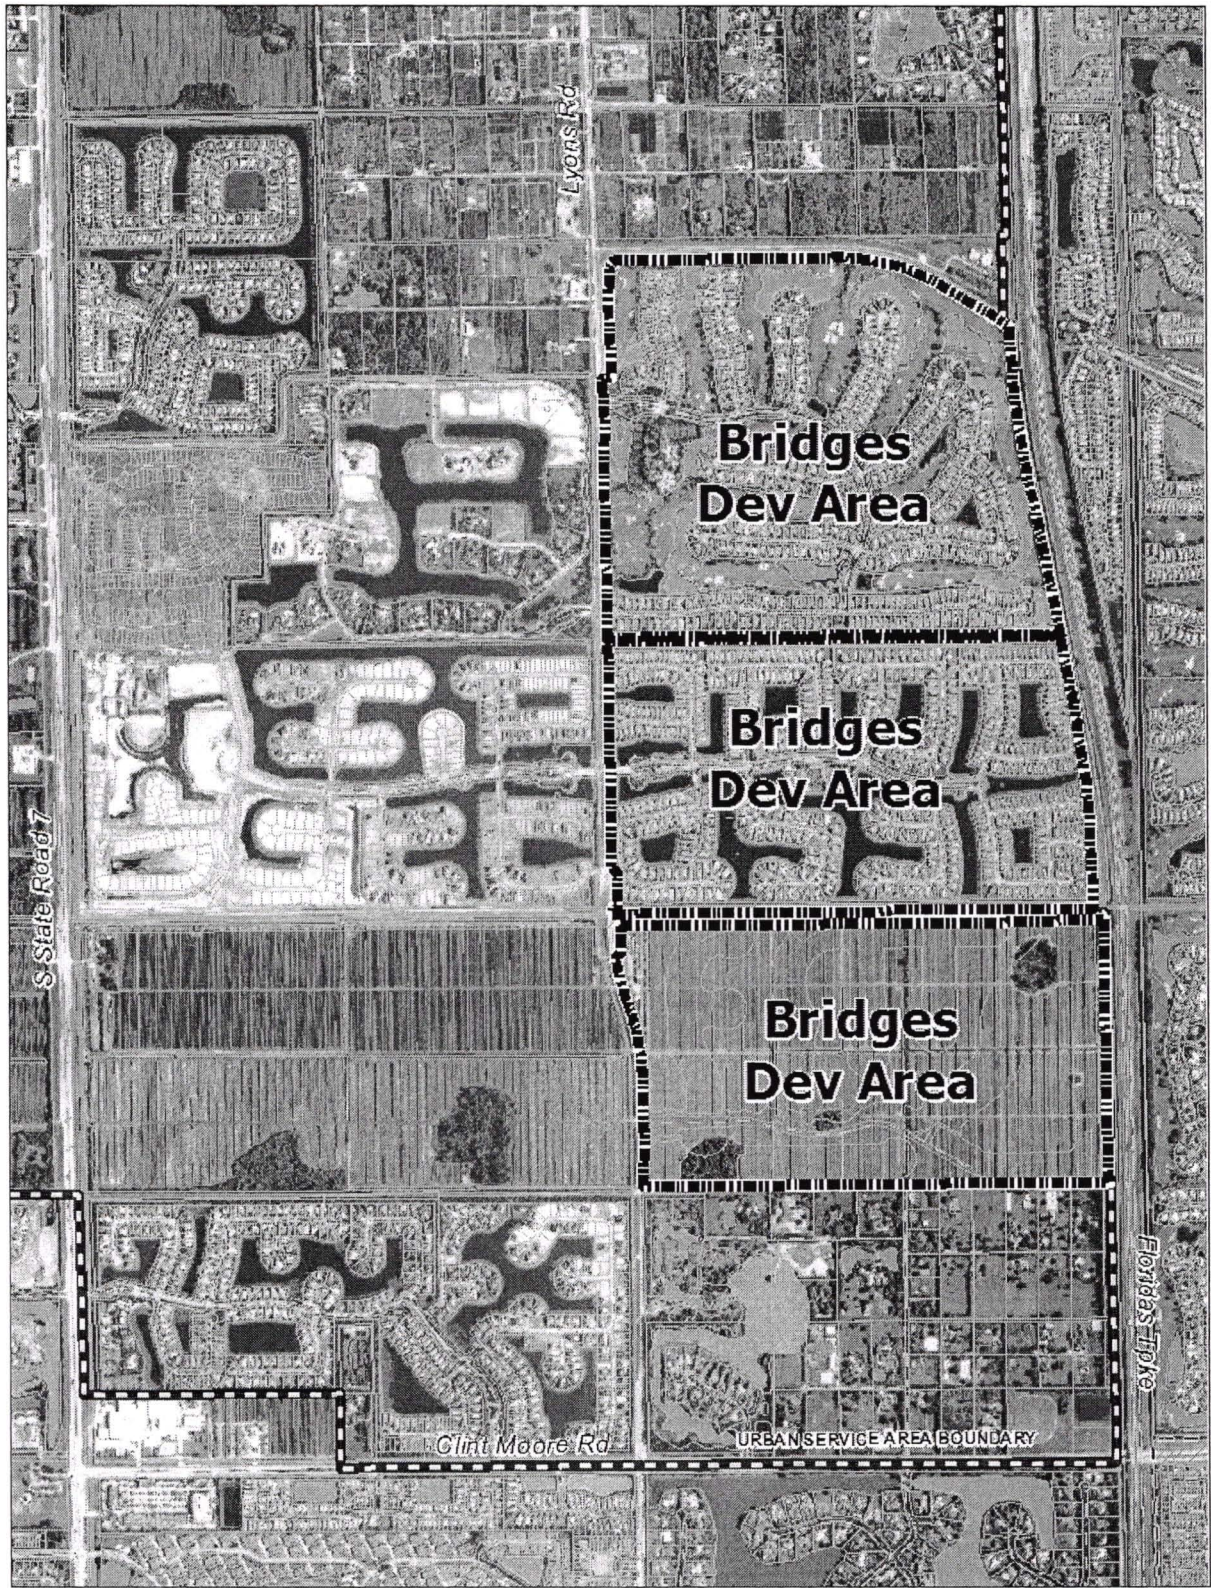 Lyons Rd
Bridges
Dev Area
Bridges
Dev Area
S State Road 7
Bridges
Dev Area
Floridas Tpke
Clint Moore Rd
URBAN SERVICE AREA BOUNDARY